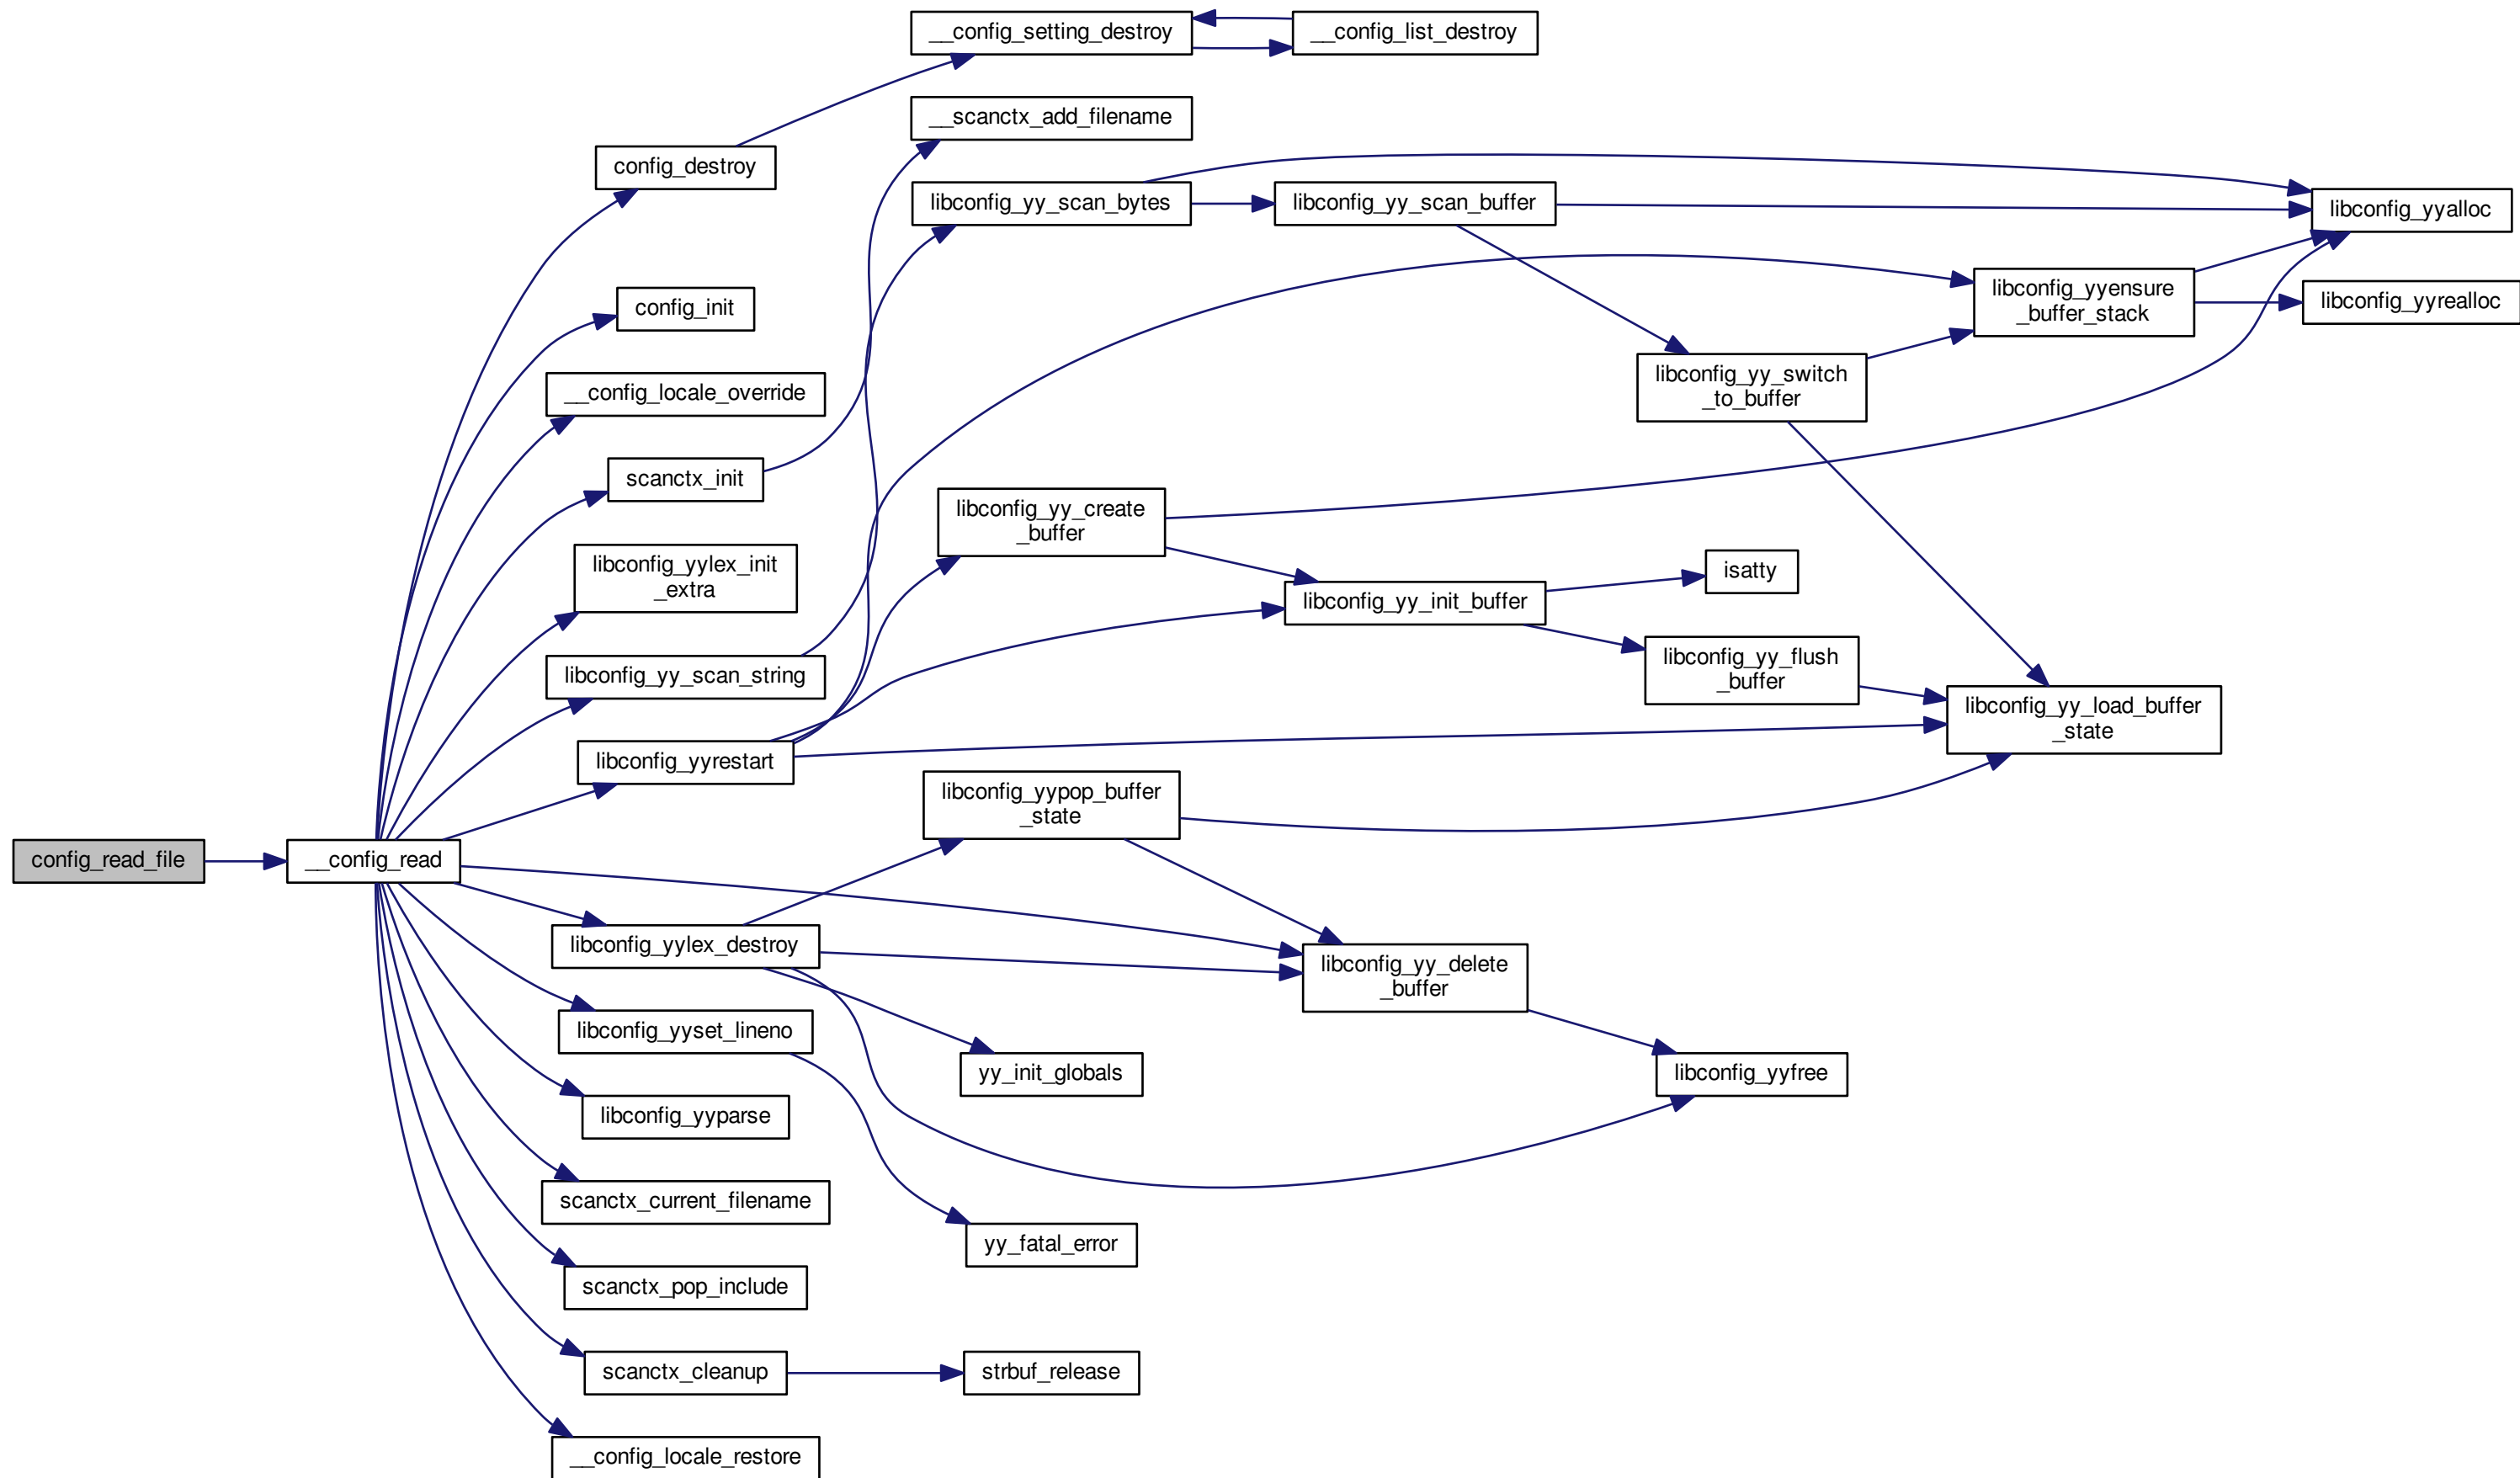 __config_setting_destroy
__config_list_destroy
__scanctx_add_filename
config_destroy
libconfig_yy_scan_bytes
libconfig_yy_scan_buffer
libconfig_yyalloc
config_init
libconfig_yyensure
_buffer_stack
libconfig_yyrealloc
__config_locale_override
libconfig_yy_switch
_to_buffer
scanctx_init
libconfig_yy_create
_buffer
libconfig_yylex_init
_extra
isatty
libconfig_yy_init_buffer
libconfig_yy_scan_string
libconfig_yy_flush
_buffer
libconfig_yy_load_buffer
_state
libconfig_yyrestart
libconfig_yypop_buffer
_state
config_read_file
__config_read
libconfig_yylex_destroy
libconfig_yy_delete
_buffer
libconfig_yyset_lineno
yy_init_globals
libconfig_yyfree
libconfig_yyparse
scanctx_current_filename
yy_fatal_error
scanctx_pop_include
scanctx_cleanup
strbuf_release
__config_locale_restore